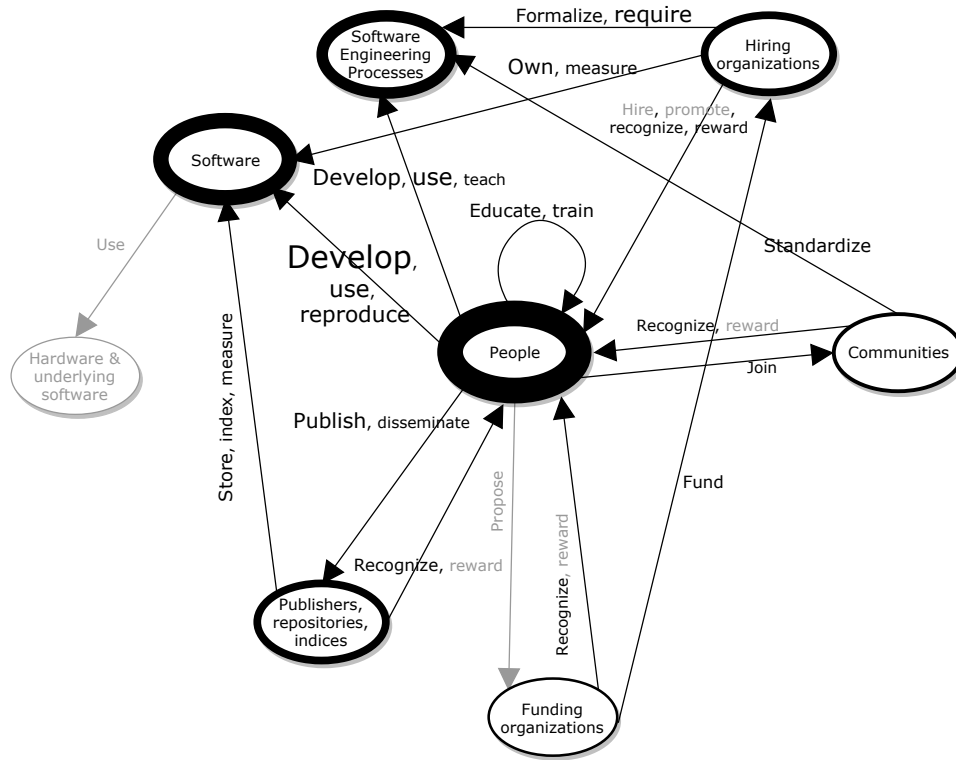 Formalize, require
Software
Engineering
Processes
Hiring
organizations
Own, measure
Hire, promote,
recognize, reward
Software
Develop, use, teach
Educate, train
Use
Standardize
Develop,
use,
reproduce
Recognize, reward
People
Communities
Join
Hardware &
underlying
software
Store, index, measure
Publish, disseminate
Propose
Fund
Recognize, reward
Recognize, reward
Publishers,
repositories,
indices
Funding
organizations